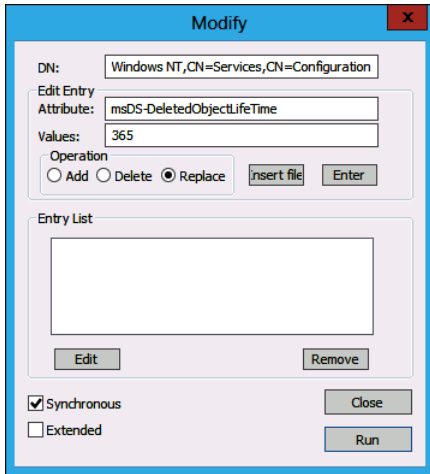 Modify
x
DN: Windows NT,CN=Services,CN=Configuration
Edit Entry
Attribute: msDS-DeletedObjectLifeTime
Values: 365
Operation
Add Delete Replace Insert file Enter
Entry List
Edit Remove
Synchronous Close
Extended
Run